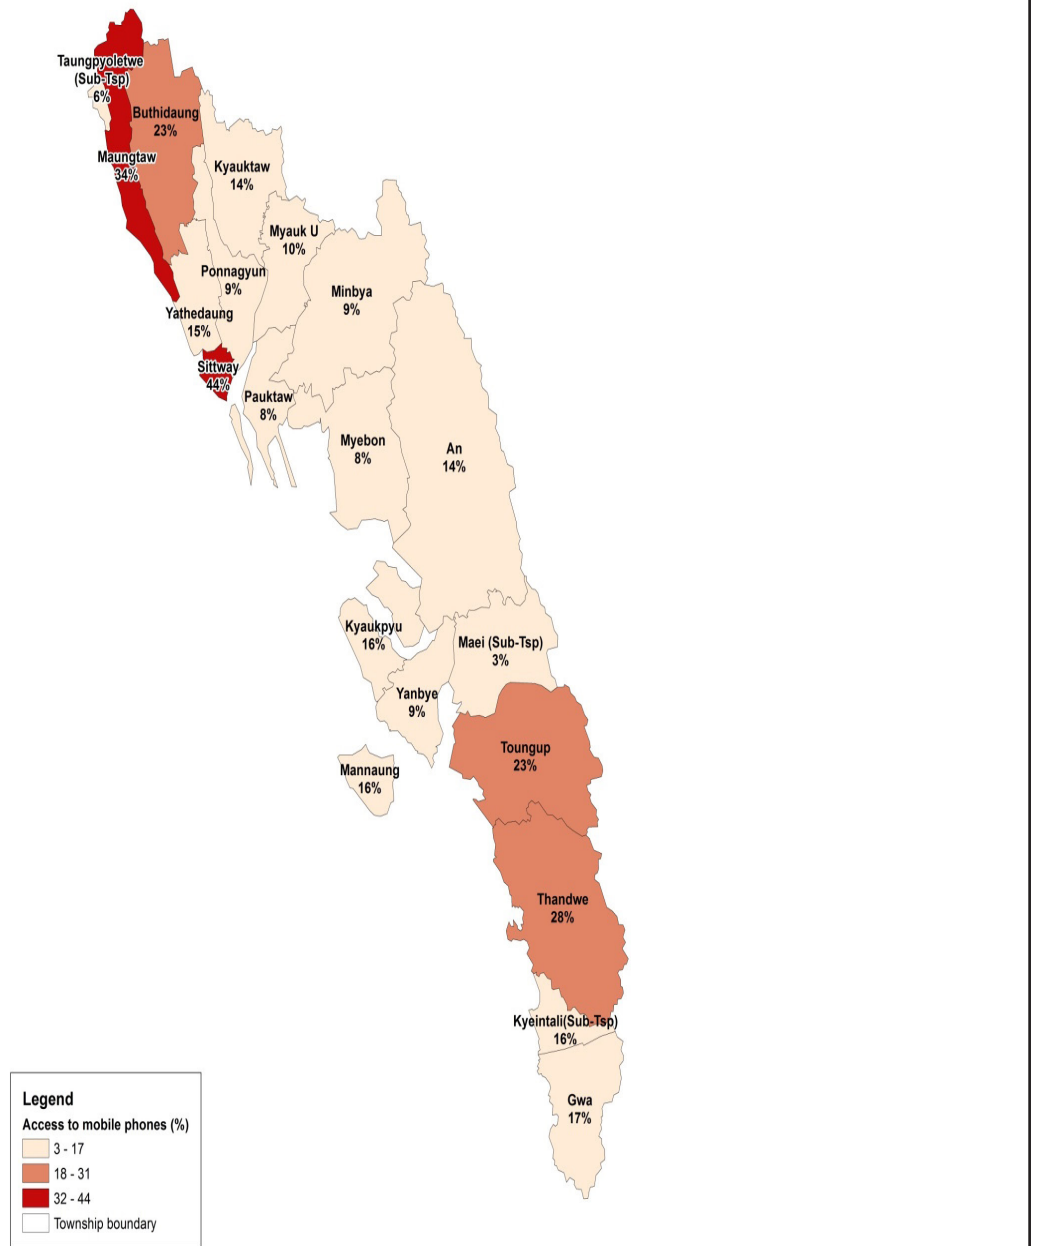 Taungpyoletwe
(Sub-Tsp)
6%
Buthidaung
23%
Maungtaw
34%
Kyauktaw
14%
Myauk U
10%
Ponnagyun
9%
Minbya
9%
Yathedaung
15%
Sittway
44%
Pauktaw
8%
Myebon
8%
An
14%
Kyaukpyu
16%
Maei (Sub-Tsp)
3%
Yanbye
9%
Toungup
23%
Mannaung
16%
Thandwe
28%
Kyeintali(Sub-Tsp)
16%
Gwa
17%
Legend
Access to mobile phones (%)
3 - 17
18 - 31
32 - 44
Township boundary